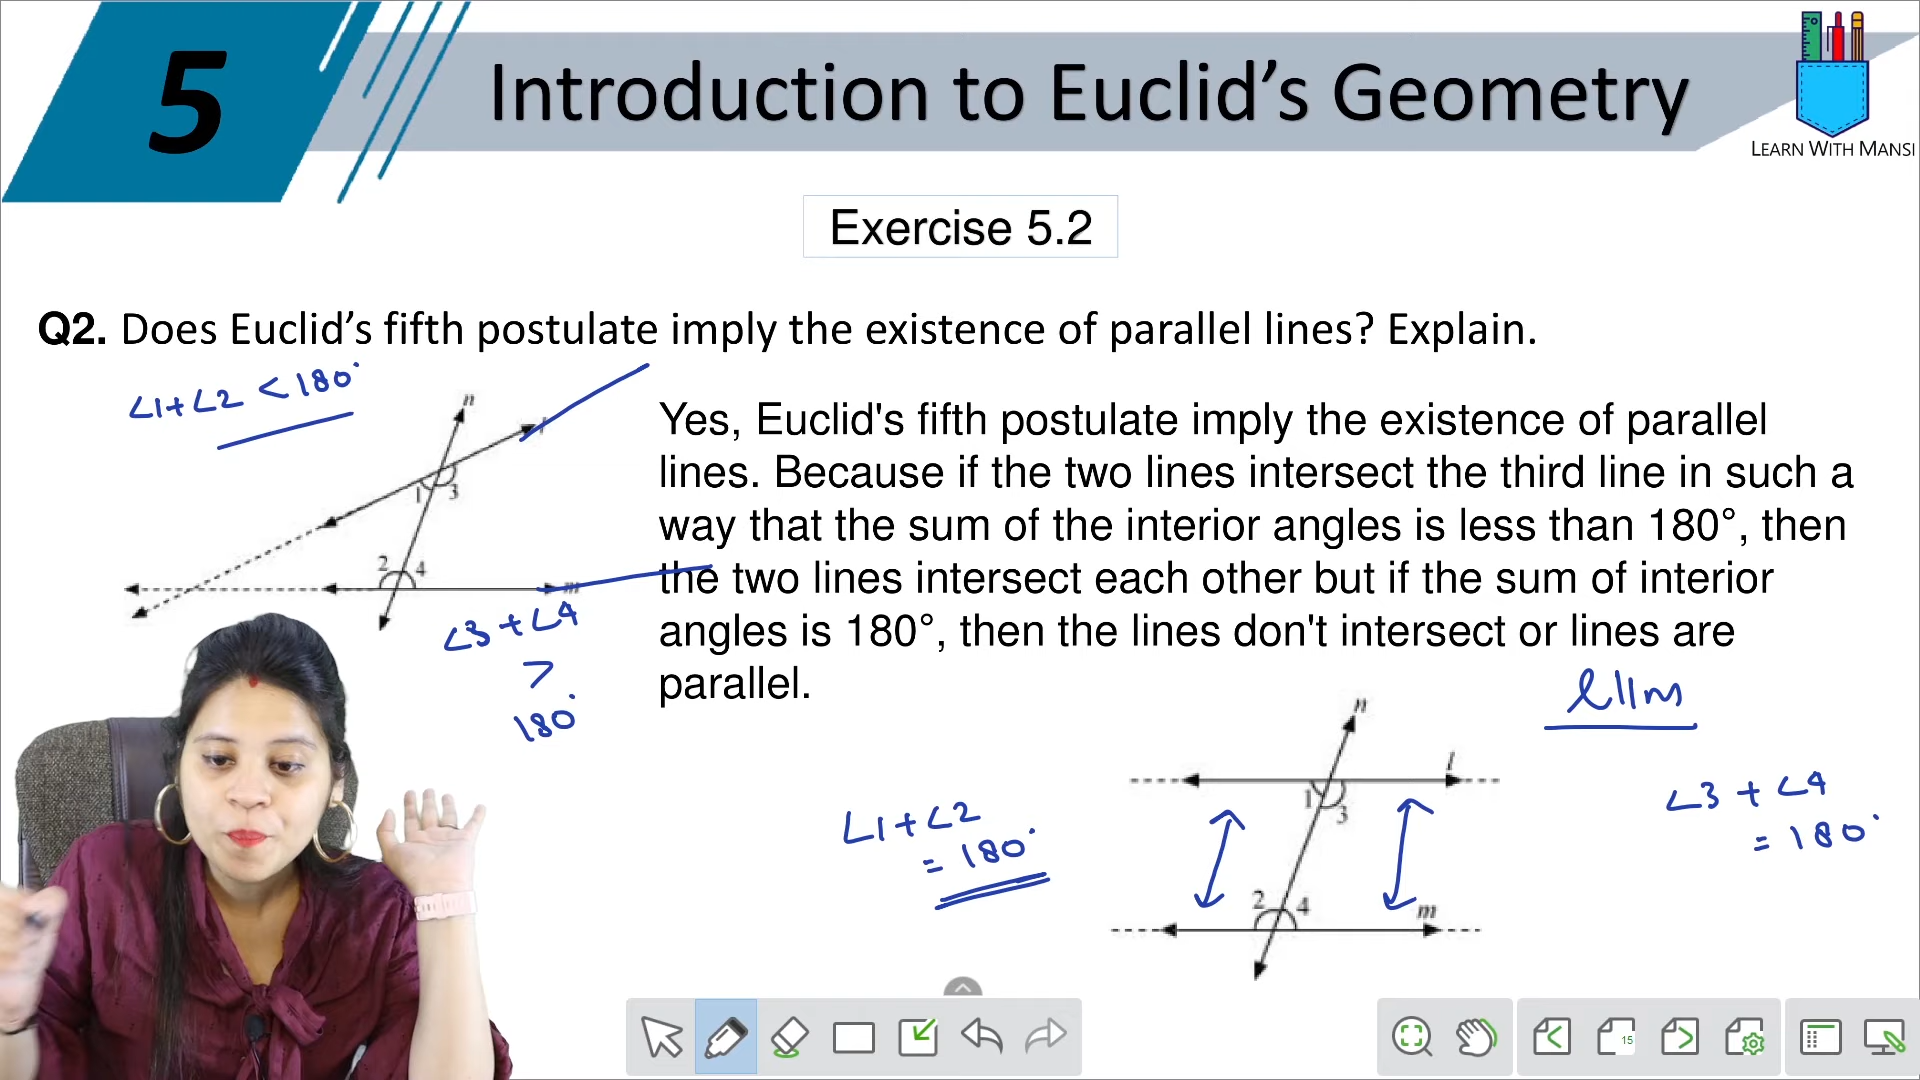 5
Introduction to Euclid's Geometry
LEARN WITH MANSI
Exercise 5.2
Q2. Does Euclid's fifth postulate imply the existence of parallel lines? Explain.
∠1+∠2 < 180°
n
l
1 3
2 4
m
∠3 + ∠4
>
180°
Yes, Euclid's fifth postulate imply the existence of parallel
lines. Because if the two lines intersect the third line in such a
way that the sum of the interior angles is less than 180°, then
the two lines intersect each other but if the sum of interior
angles is 180°, then the lines don't intersect or lines are
parallel.
l||m
n
l
1 3
∠1+∠2
= 180°
∠3 + ∠4
= 180°
2 4
m
15